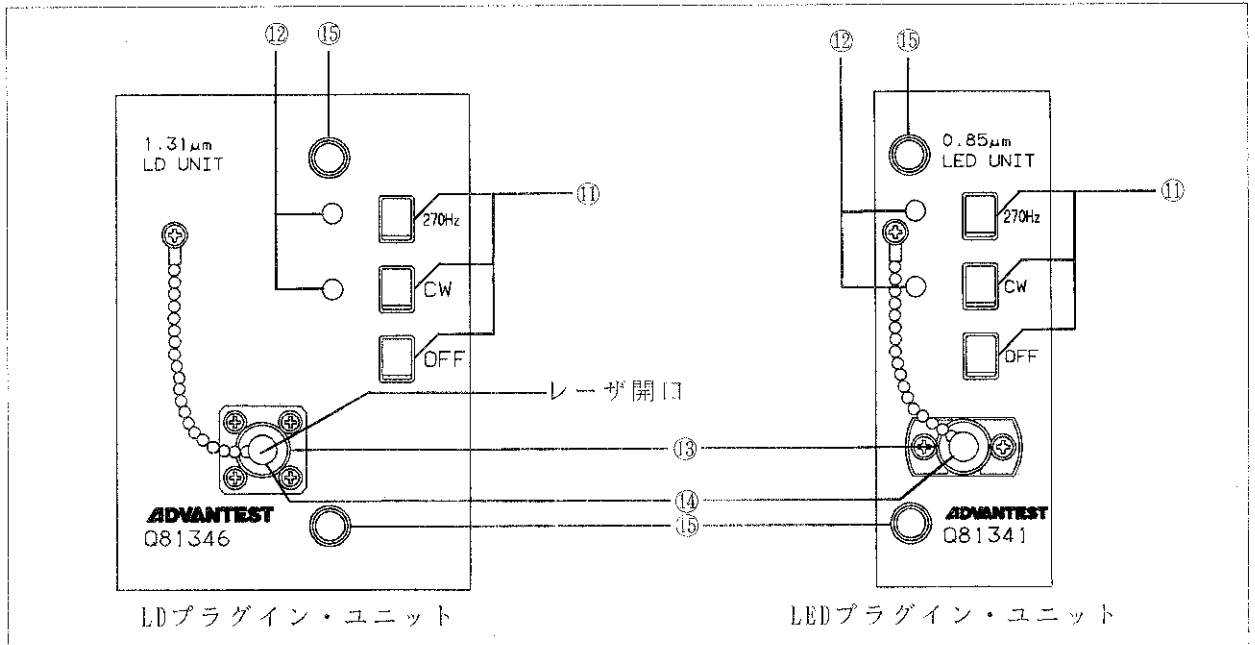 ⑫ ⑮
⑫ ⑮
1.31μm
LD UNIT
270Hz
CW
OFF
⑪
レーザ開口
ADVANTEST
Q81346
0.85μm
LED UNIT
270Hz
CW
OFF
⑪
⑬
⑭
⑮
ADVANTEST
Q81341
LDプラグイン・ユニット
LEDプラグイン・ユニット